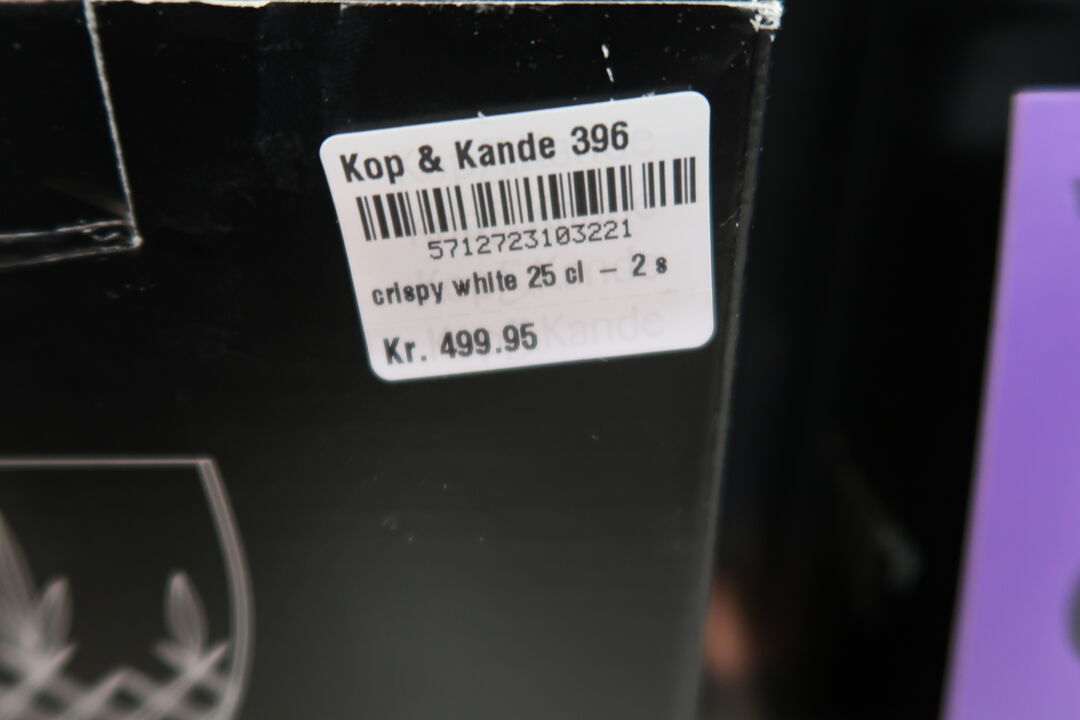 Kop & Kande 396
5712723103221
crispy white 25 cl - 2 s
Kr. 499.95